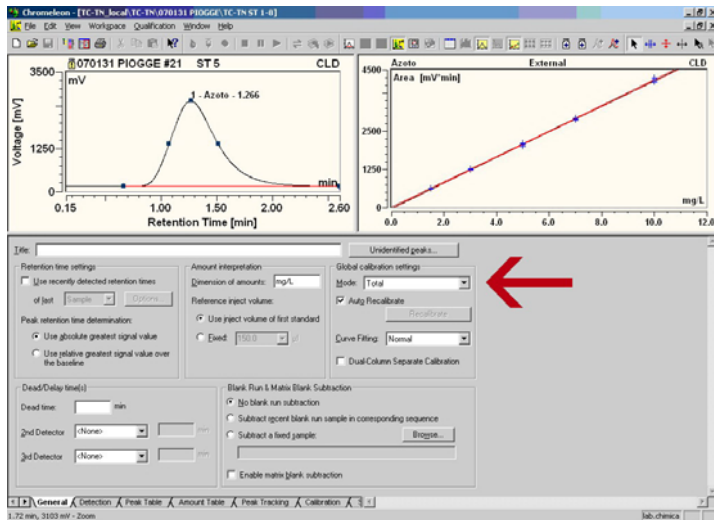 Chromeleon - [TC-TN_local\TC-TN\070131 PIOGGE\TC-TN ST 1-8]
File Edit View Workspace Qualification Window Help
070131 PIOGGE #21 ST 5 CLD
mV
1 - Azoto - 1.266
Voltage [mV]
3500
1250
0
min
0.15 1.00 1.50 2.00 2.60
Retention Time [min]
Azoto External CLD
Area [mV*min]
4500
2500
1250
0
mg/L
0.0 2.0 4.0 6.0 8.0 10.0 12.0
Title:
Unidentified peaks...
Retention time settings
Use recently detected retention times
of last Sample Options...
Peak retention time determination:
Use absolute greatest signal value
Use relative greatest signal value over
the baseline
Amount interpretation
Dimension of amounts: mg/L
Reference inject volume:
Use inject volume of first standard
Fixed: 150.0 µl
Global calibration settings
Mode: Total
Auto Recalibrate
Recalibrate
Curve Fitting: Normal
Dual-Column Separate Calibration
Dead/Delay time(s)
Dead time: min
2nd Detector <None> min
3rd Detector <None> min
Blank Run & Matrix Blank Subtraction
No blank run subtraction
Subtract recent blank run sample in corresponding sequence
Subtract a fixed sample: Browse...
Enable matrix blank subtraction
General Detection Peak Table Amount Table Peak Tracking Calibration
1.72 min, 3103 mV - Zoom
lab.chimica